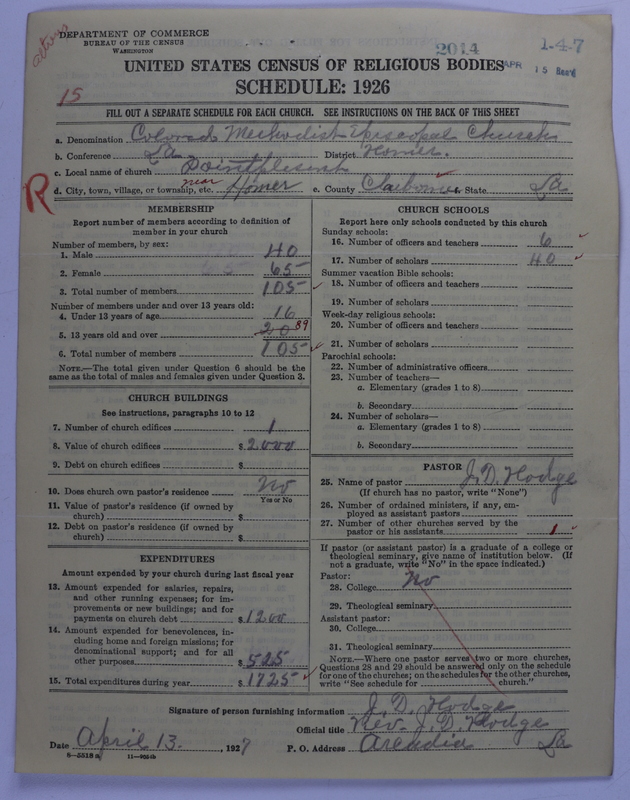 DEPARTMENT OF COMMERCE
BUREAU OF THE CENSUS
WASHINGTON
2014
1-4-7
APR 15
UNITED STATES CENSUS OF RELIGIOUS BODIES
SCHEDULE: 1926
15
FILL OUT A SEPARATE SCHEDULE FOR EACH CHURCH. SEE INSTRUCTIONS ON THE BACK OF THIS SHEET
a. Denomination Colored Methodist Episcopal Church
b. Conference La. District Homer.
c. Local name of church
R
d. City, town, village, or township, etc. near Homer e. County Claiborne State La
MEMBERSHIP
Report number of members according to definition of member in your church
Number of members, by sex:
1. Male 40
2. Female 65
3. Total number of members 105
Number of members under and over 13 years old:
4. Under 13 years of age 16
5. 13 years old and over 20 89
6. Total number of members 105
NOTE.—The total given under Question 6 should be the same as the total of males and females given under Question 3.
CHURCH BUILDINGS
See instructions, paragraphs 10 to 12
7. Number of church edifices 1
8. Value of church edifices $2000
9. Debt on church edifices $
10. Does church own pastor's residence No
Yes or No
11. Value of pastor's residence (if owned by church) $
12. Debt on pastor's residence (if owned by church) $
EXPENDITURES
Amount expended by your church during last fiscal year
13. Amount expended for salaries, repairs, and other running expenses; for improvements or new buildings; and for payments on church debt $1200
14. Amount expended for benevolences, including home and foreign missions; for denominational support; and for all other purposes $525
15. Total expenditures during year $1725
CHURCH SCHOOLS
Report here only schools conducted by this church
Sunday schools:
16. Number of officers and teachers 6
17. Number of scholars 40
Summer vacation Bible schools:
18. Number of officers and teachers
19. Number of scholars
Week-day religious schools:
20. Number of officers and teachers
21. Number of scholars
Parochial schools:
22. Number of administrative officers
23. Number of teachers—
a. Elementary (grades 1 to 8)
b. Secondary
24. Number of scholars—
a. Elementary (grades 1 to 8)
b. Secondary
PASTOR
25. Name of pastor J. D. Hodge
(If church has no pastor, write "None")
26. Number of ordained ministers, if any, employed as assistant pastors
27. Number of other churches served by the pastor or his assistants 1
If pastor (or assistant pastor) is a graduate of a college or theological seminary, give name of institution below. (If not a graduate, write "No" in the space indicated.)
Pastor:
28. College No
29. Theological seminary
Assistant pastor:
30. College
31. Theological seminary
NOTE.—Where one pastor serves two or more churches, Questions 28 and 29 should be answered only on the schedule for one of the churches; on the schedules for the other churches, write "See schedule for church."
Signature of person furnishing information J. D. Hodge
Official title Rev. J. D. Hodge
Date April 13., 1927 P. O. Address Arcadia La
8—5518 a